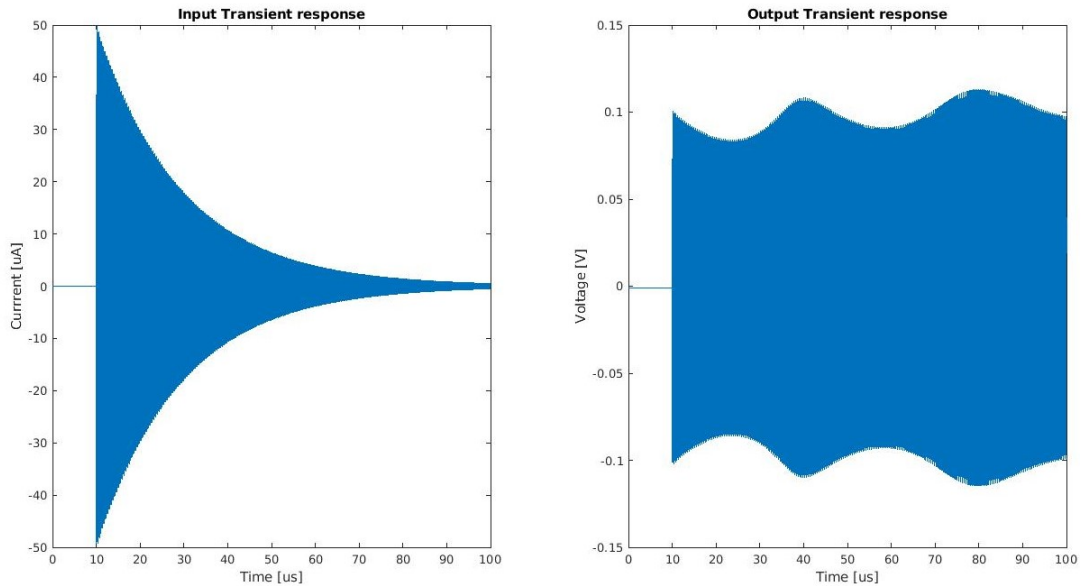 Input Transient response
50
40
30
20
10
0
-10
-20
-30
-40
-50
Currrent [uA]
0 10 20 30 40 50 60 70 80 90 100
Time [us]
Output Transient response
0.15
0.1
0.05
0
-0.05
-0.1
-0.15
Voltage [V]
0 10 20 30 40 50 60 70 80 90 100
Time [us]